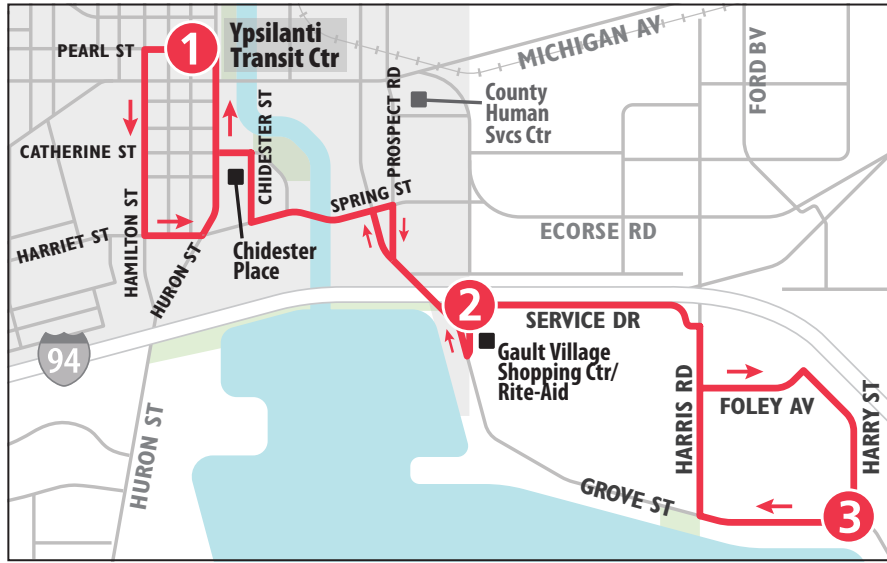 PEARL ST
1
Ypsilanti
Transit Ctr
MICHIGAN AV
FORD BV
PROSPECT RD
County
Human
Svcs Ctr
CATHERINE ST
CHIDESTER ST
SPRING ST
HAMILTON ST
HARRIET ST
HURON ST
Chidester
Place
ECORSE RD
2
SERVICE DR
94
Gault Village
Shopping Ctr/
Rite-Aid
HARRIS RD
FOLEY AV
HARRY ST
HURON ST
GROVE ST
3